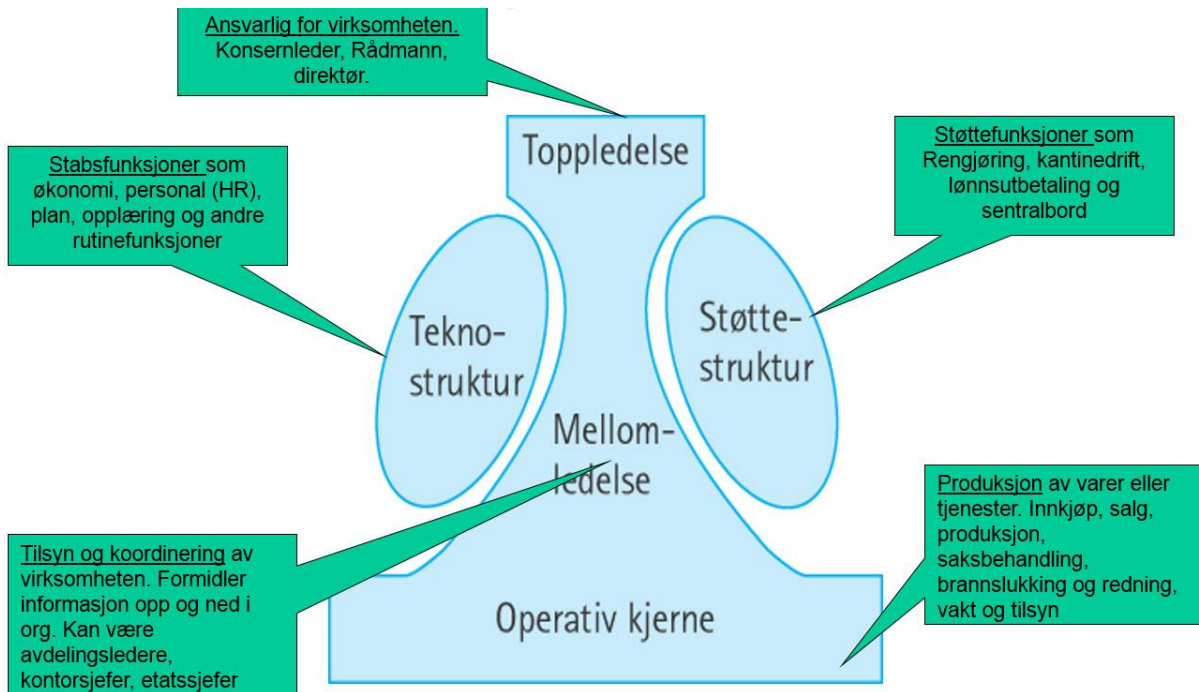 Ansvarlig for virksomheten.
Konsernleder, Rådmann,
direktør.
Stabsfunksjoner som
økonomi, personal (HR),
plan, opplæring og andre
rutinefunksjoner
Toppledelse
Støttefunksjoner som
Rengjøring, kantinedrift,
lønnsutbetaling og
sentralbord
Tekno-
struktur
Støtte-
struktur
Mellom-
ledelse
Tilsyn og koordinering av
virksomheten. Formidler
informasjon opp og ned i
org. Kan være
avdelingsledere,
kontorsjefer, etatssjefer
Produksjon av varer eller
tjenester. Innkjøp, salg,
produksjon,
saksbehandling,
brannslukking og redning,
vakt og tilsyn
Operativ kjerne